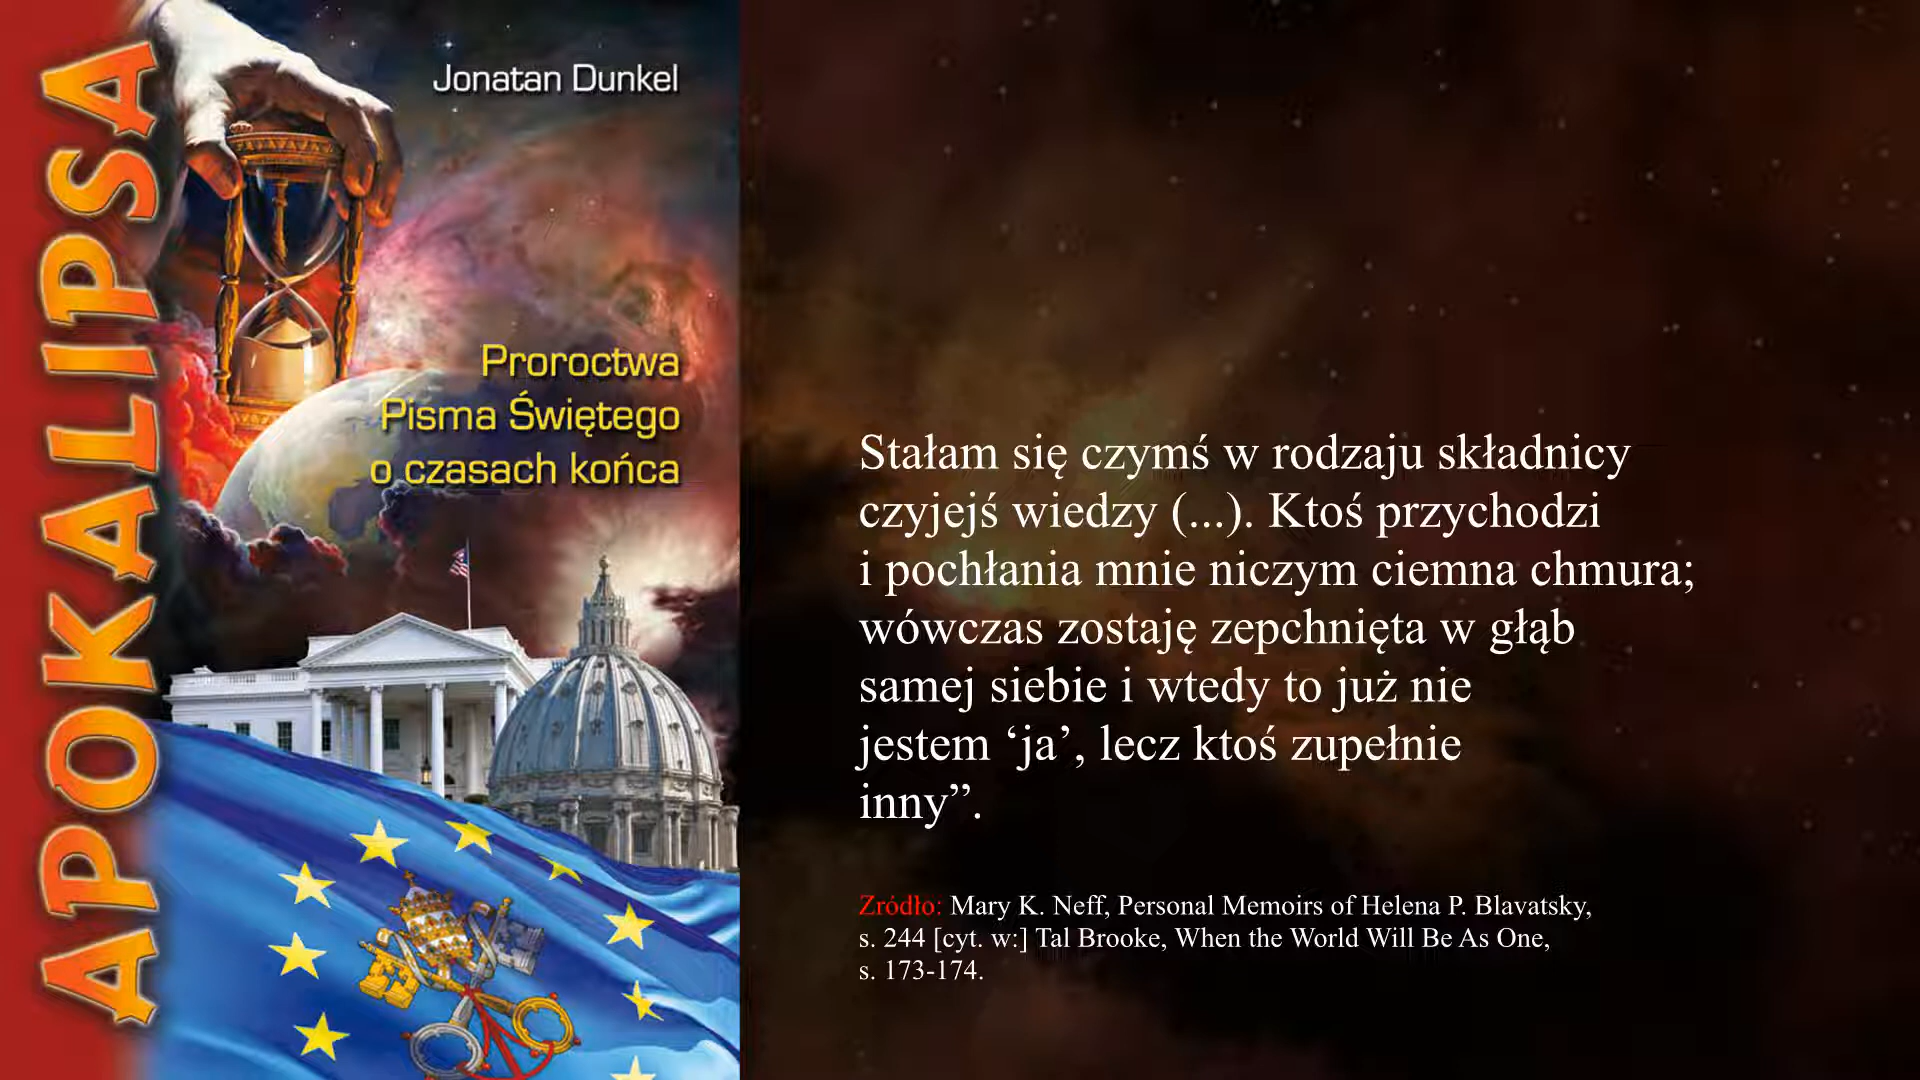 APOKALIPSA
Jonatan Dunkel
Proroctwa
Pisma Świętego
o czasach końca
Stałam się czymś w rodzaju składnicy
czyjejś wiedzy (...). Ktoś przychodzi
i pochłania mnie niczym ciemna chmura;
wówczas zostaję zepchnięta w głąb
samej siebie i wtedy to już nie
jestem ‘ja’, lecz ktoś zupełnie
inny”.
Zródło: Mary K. Neff, Personal Memoirs of Helena P. Blavatsky,
s. 244 [cyt. w:] Tal Brooke, When the World Will Be As One,
s. 173-174.